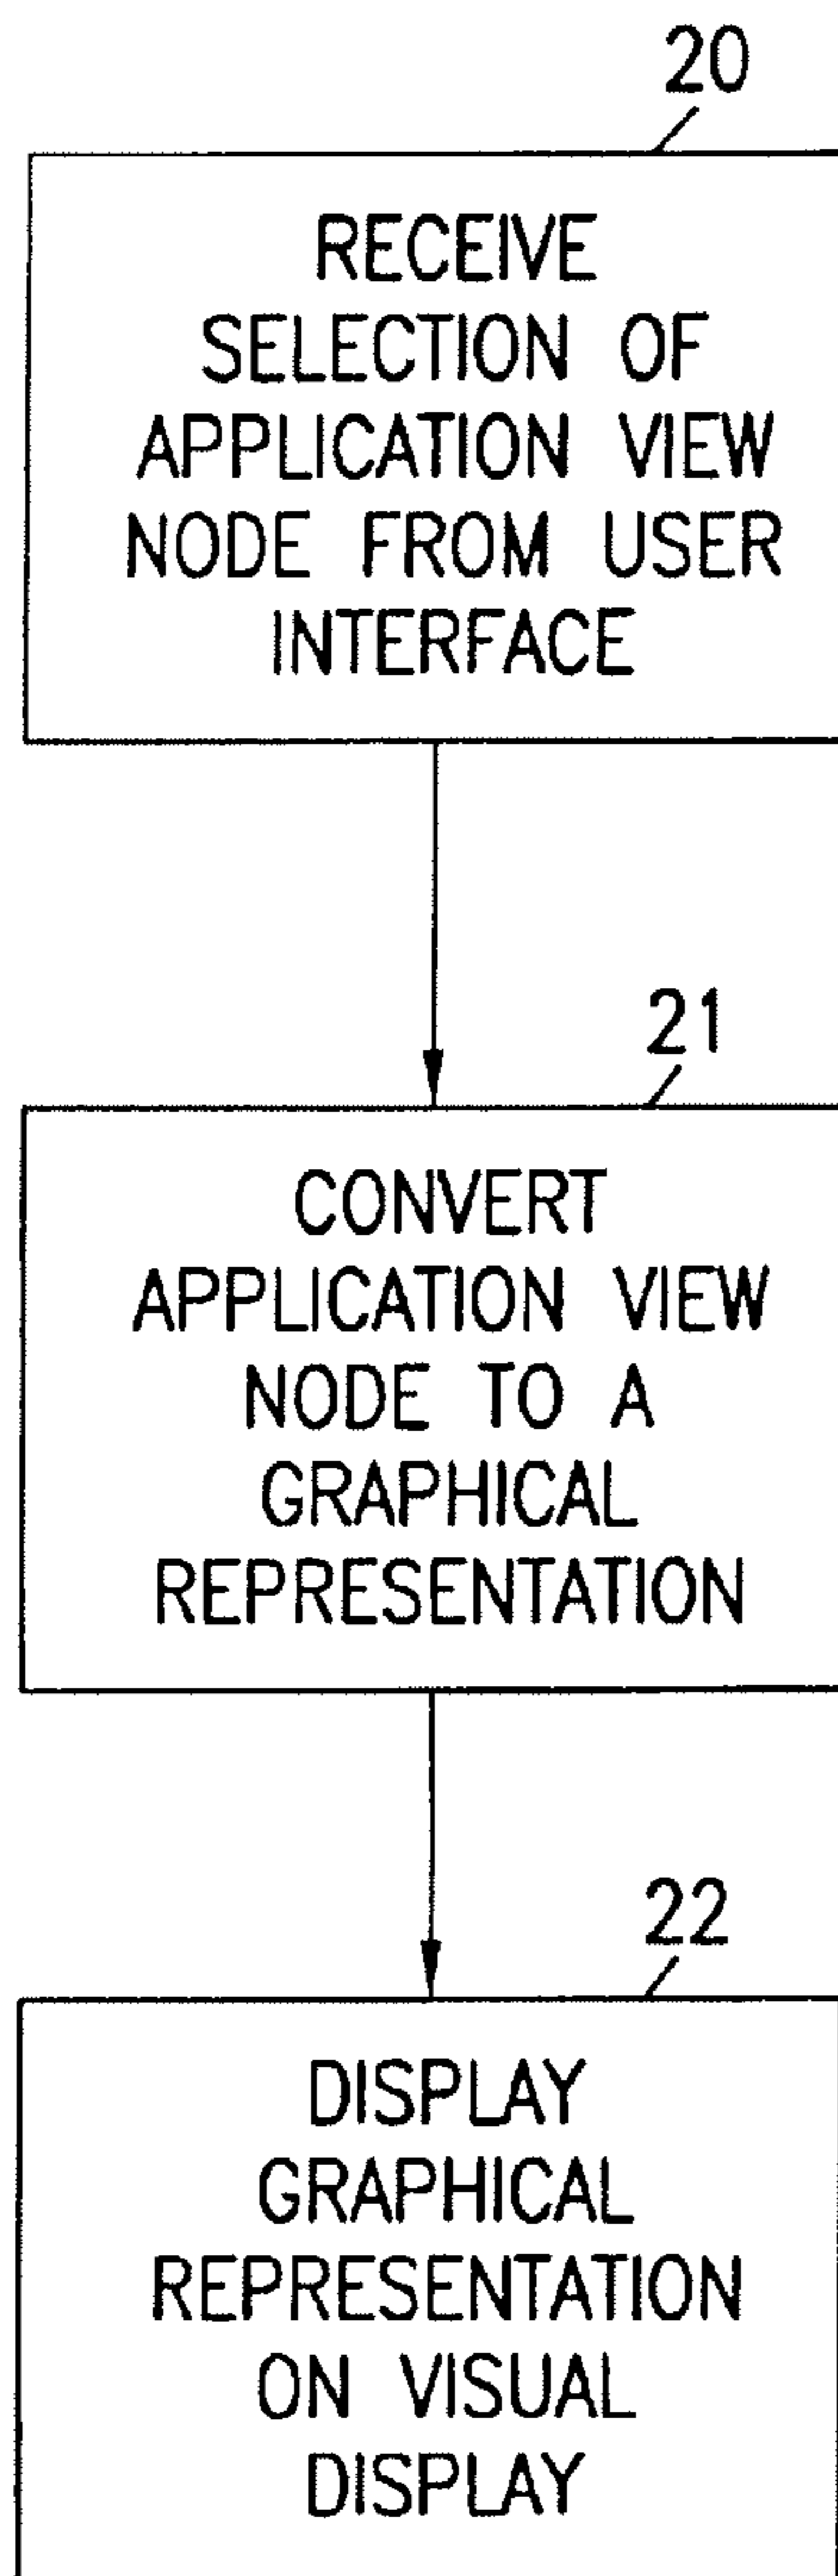 20
RECEIVE
SELECTION OF
APPLICATION VIEW
NODE FROM USER
INTERFACE
21
CONVERT
APPLICATION VIEW
NODE TO A
GRAPHICAL
REPRESENTATION
22
DISPLAY
GRAPHICAL
REPRESENTATION
ON VISUAL
DISPLAY